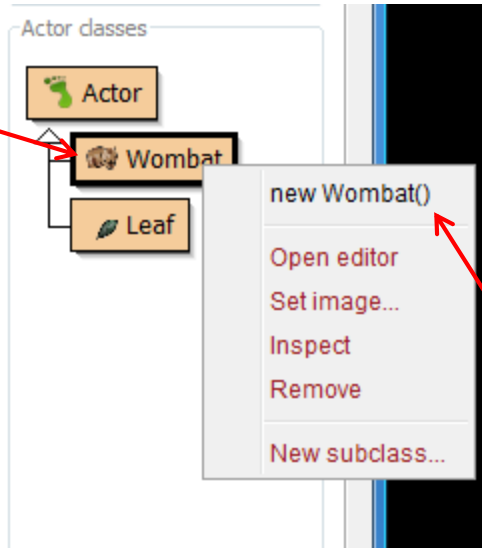 Actor classes
Actor
Wombat
Leaf
new Wombat()
Open editor
Set image...
Inspect
Remove
New subclass...